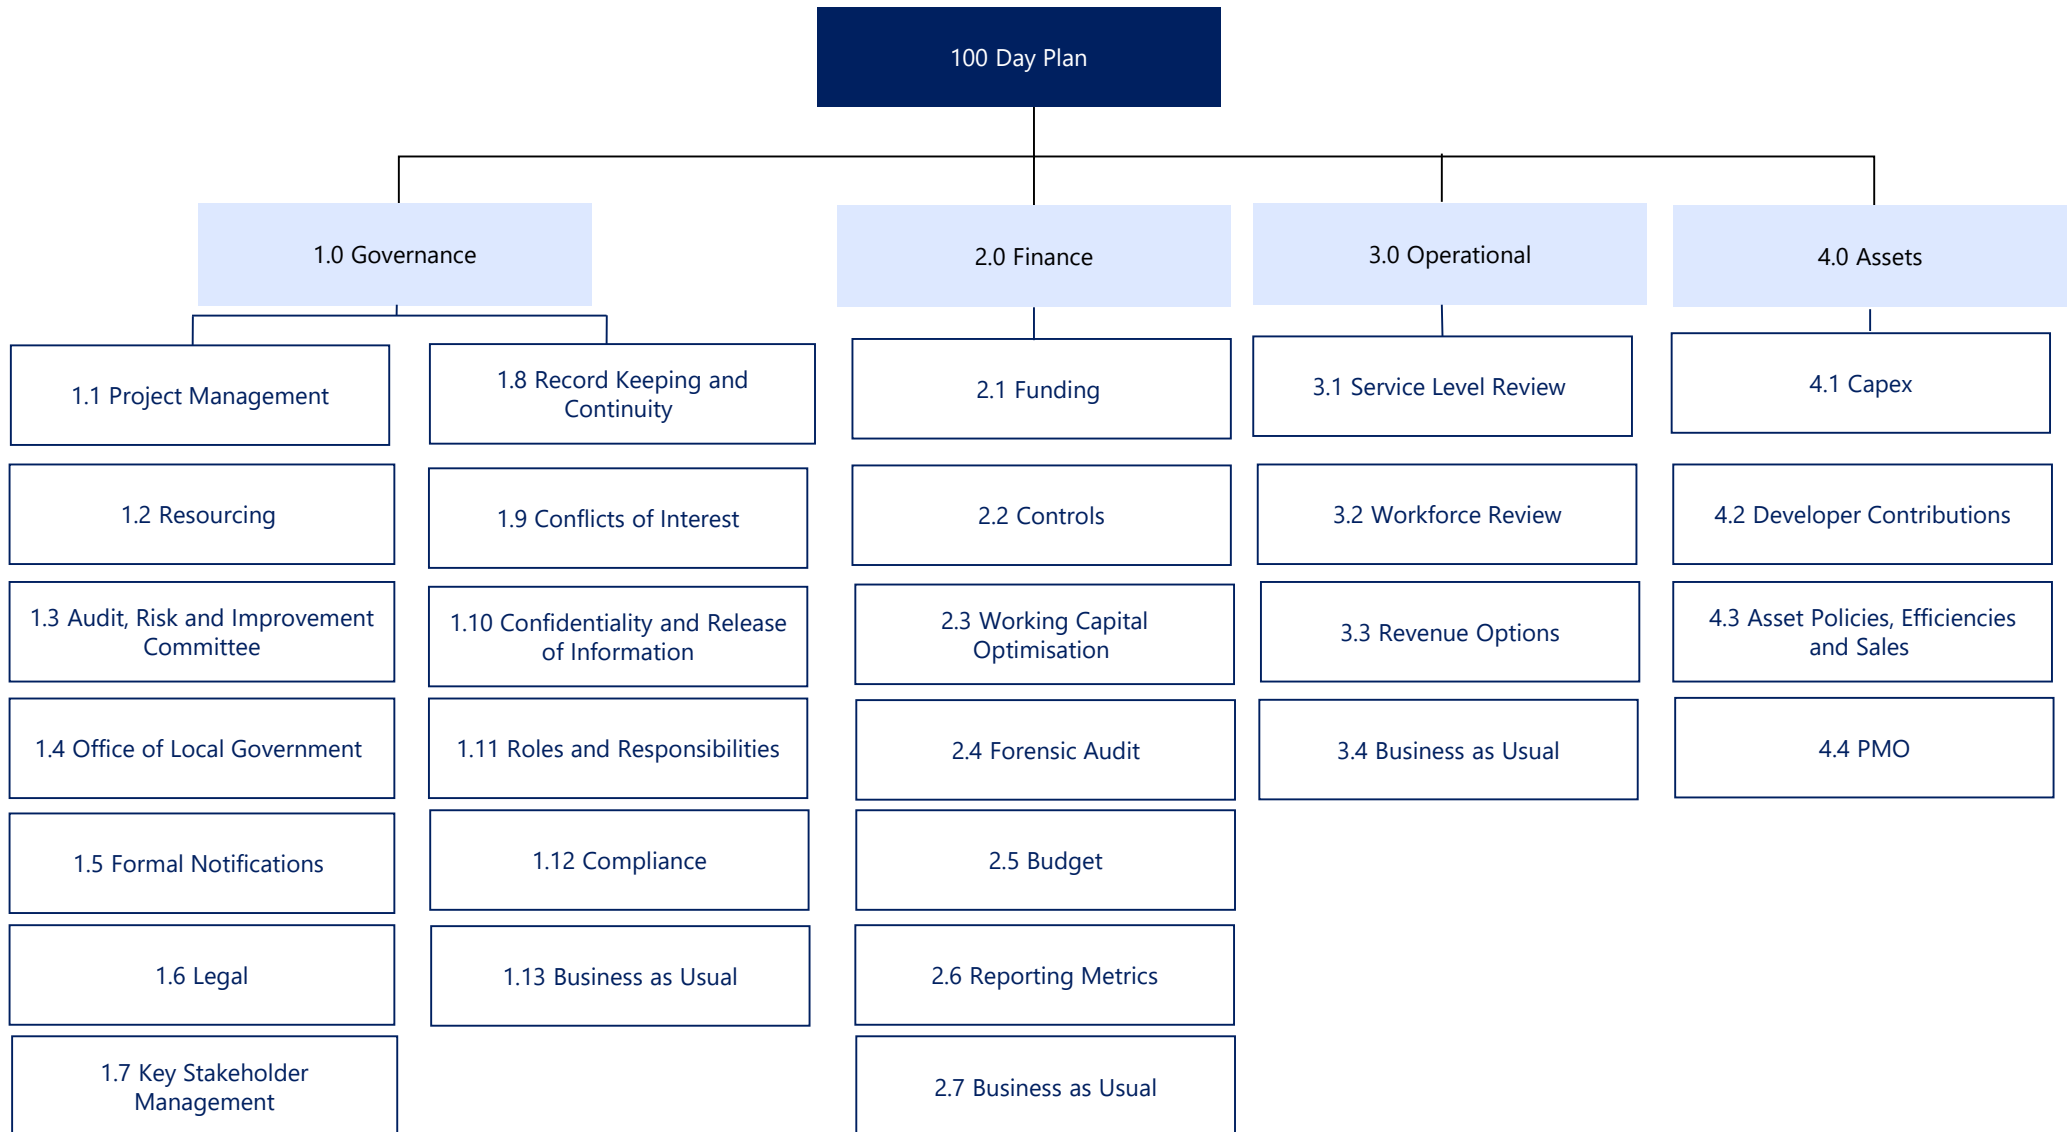 100 Day Plan
1.0 Governance
2.0 Finance
3.0 Operational
4.0 Assets
1.1 Project Management
1.2 Resourcing
1.3 Audit, Risk and Improvement
Committee
1.4 Office of Local Government
1.5 Formal Notifications
1.6 Legal
1.7 Key Stakeholder
Management
1.8 Record Keeping and
Continuity
1.9 Conflicts of Interest
1.10 Confidentiality and Release
of Information
1.11 Roles and Responsibilities
1.12 Compliance
1.13 Business as Usual
2.1 Funding
2.2 Controls
2.3 Working Capital
Optimisation
2.4 Forensic Audit
2.5 Budget
2.6 Reporting Metrics
2.7 Business as Usual
3.1 Service Level Review
3.2 Workforce Review
3.3 Revenue Options
3.4 Business as Usual
4.1 Capex
4.2 Developer Contributions
4.3 Asset Policies, Efficiencies
and Sales
4.4 PMO